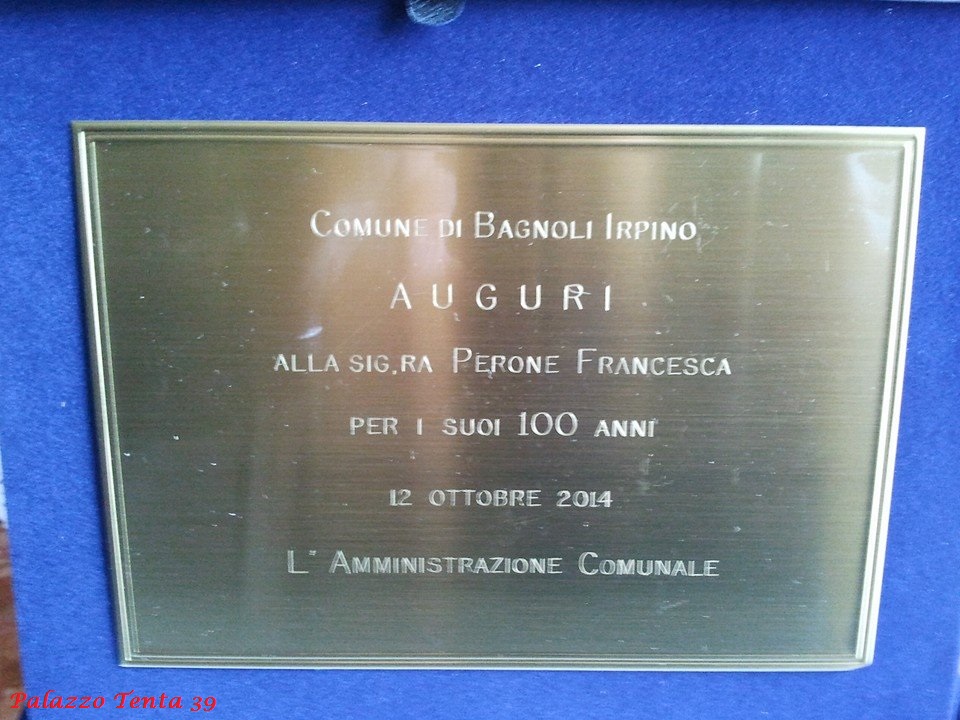 Comune di Bagnoli Irpino
AUGURI
alla sig.ra Perone Francesca
per i suoi 100 anni
12 ottobre 2014
L'' Amministrazione Comunale
Palazzo Tenta 39